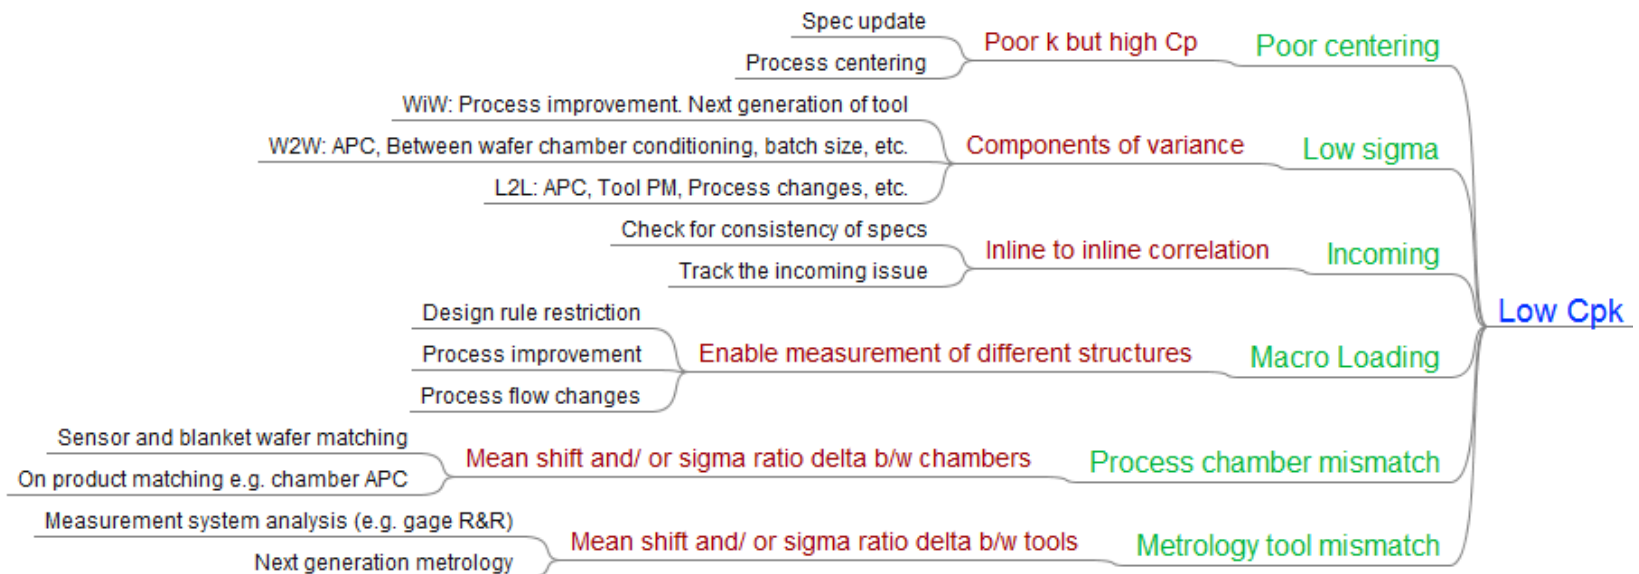 Spec update
Poor k but high Cp
Poor centering
Process centering
WiW: Process improvement. Next generation of tool
W2W: APC, Between wafer chamber conditioning, batch size, etc.
Components of variance
Low sigma
L2L: APC, Tool PM, Process changes, etc.
Check for consistency of specs
Inline to inline correlation
Incoming
Track the incoming issue
Low Cpk
Design rule restriction
Process improvement
Enable measurement of different structures
Macro Loading
Process flow changes
Sensor and blanket wafer matching
Mean shift and/ or sigma ratio delta b/w chambers
Process chamber mismatch
On product matching e.g. chamber APC
Measurement system analysis (e.g. gage R&R)
Mean shift and/ or sigma ratio delta b/w tools
Metrology tool mismatch
Next generation metrology